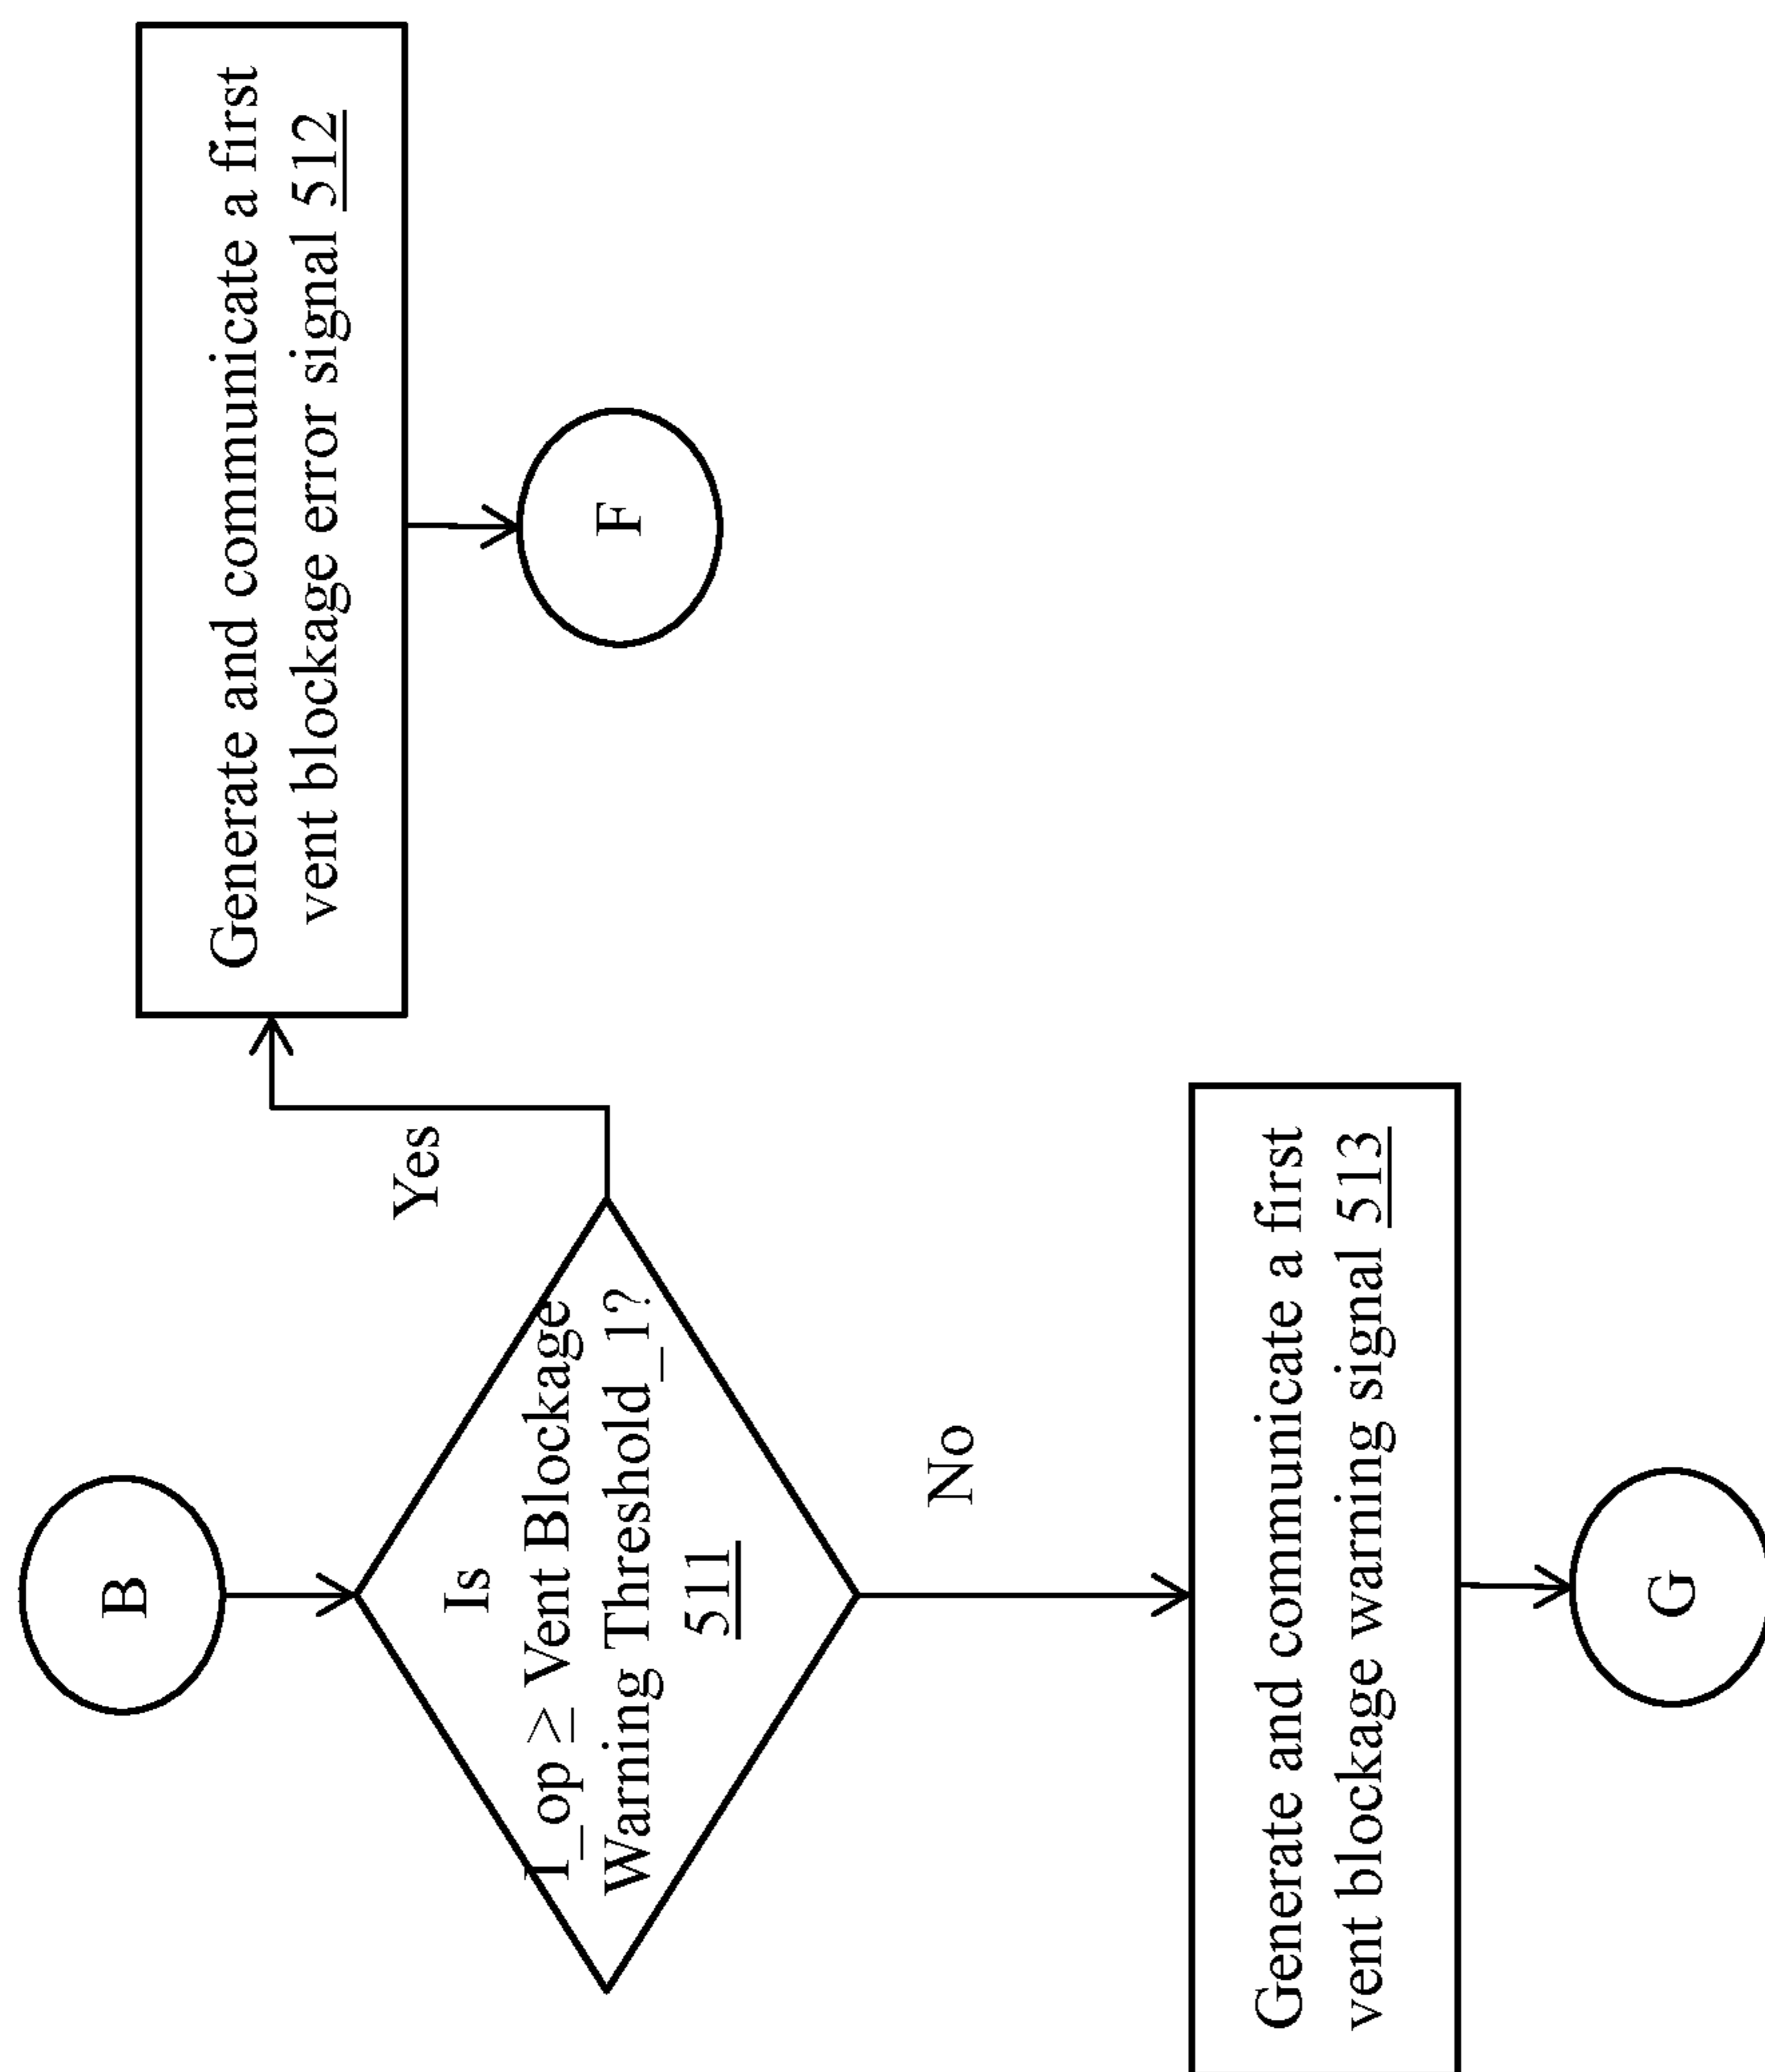 B
Is
I_op ≥ Vent Blockage
Warning Threshold_1?
511
Yes
Generate and communicate a first
vent blockage error signal 512
F
No
Generate and communicate a first
vent blockage warning signal 513
G